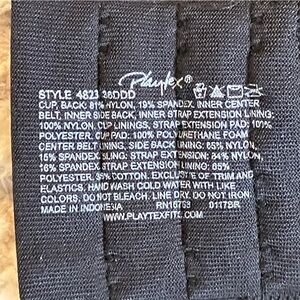 Playtex®
STYLE 4823 36DDD
CUP, BACK: 81% NYLON, 19% SPANDEX, INNER CENTER
BELT, INNER SIDE BACK, INNER STRAP EXTENSION LINING:
100% NYLON, CUP LININGS, STRAP EXTENSION PAD: 100%
POLYESTER, CUP PAD: 100% POLYURETHANE FOAM
CENTER BELT LINING, SIDE BACK LINING: 85% NYLON,
15% SPANDEX SLING: STRAP EXTENSION: 84% NYLON,
16% SPANDEX, STRAP EXTENSION LINING: 65%
POLYESTER, 35% COTTON. EXCLUSIVE OF TRIM AND
ELASTICS. HAND WASH COLD WATER WITH LIKE
COLORS, DO NOT BLEACH. LINE DRY. DO NOT IRON.
MADE IN INDONESIA RN15763 0117BR
WWW.PLAYTEXFITS.COM